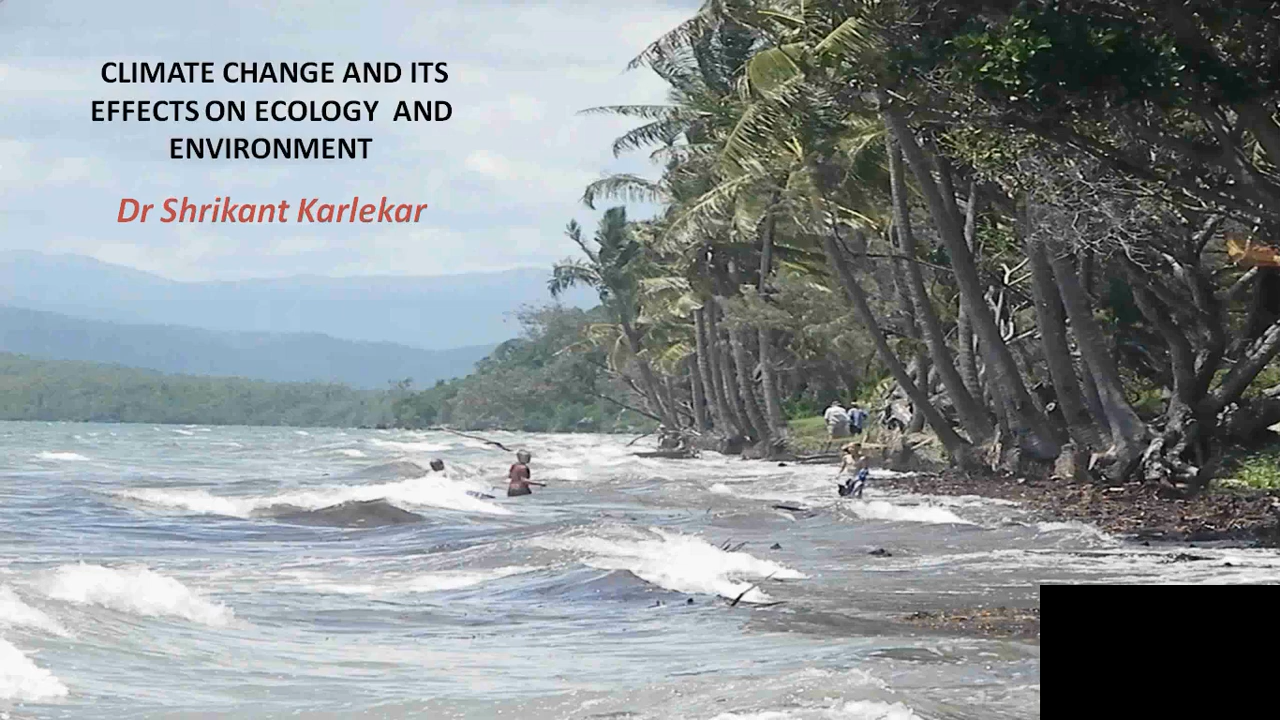 CLIMATE CHANGE AND ITS
EFFECTS ON ECOLOGY AND
ENVIRONMENT
Dr Shrikant Karlekar